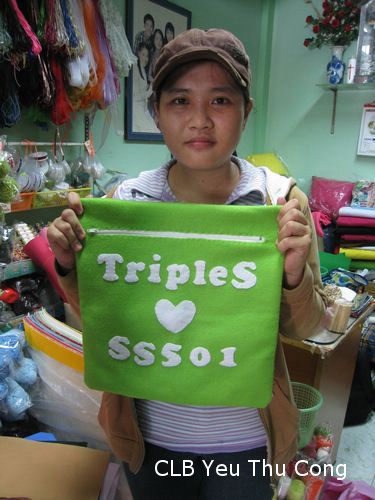 TripleS
SS501
CLB Yeu Thu Cong